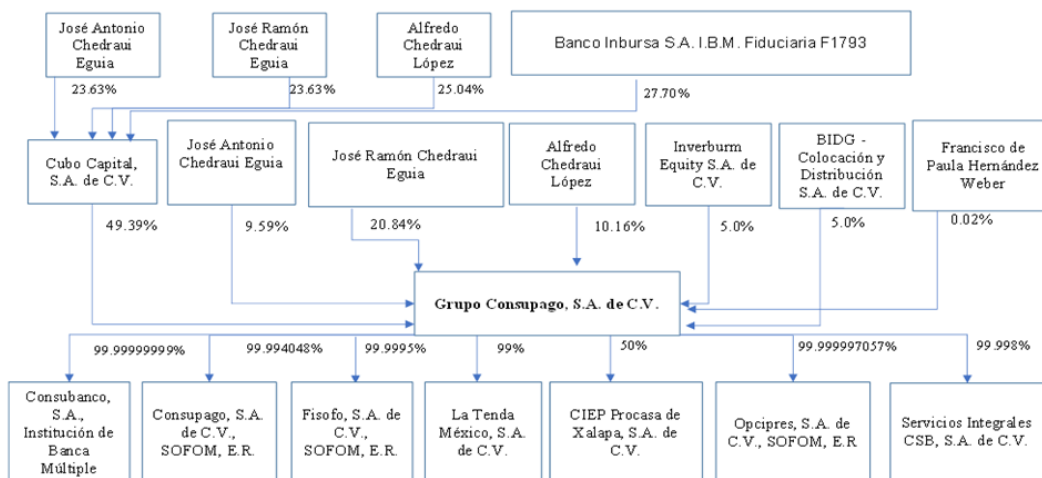 José Antonio
Chedraui
Eguia
José Ramón
Chedraui
Eguia
Alfredo
Chedraui
López
Banco Inbursa S.A. I.B.M. Fiduciaria F1793
23.63%
23.63%
25.04%
27.70%
Cubo Capital,
S.A. de C.V.
José Antonio
Chedraui Eguia
José Ramón Chedraui
Eguia
Alfredo
Chedraui
López
Inverburm
Equity S.A. de
C.V.
BIDG -
Colocación y
Distribución
S.A. de C.V.
Francisco de
Paula Hernández
Weber
49.39%
9.59%
20.84%
10.16%
5.0%
5.0%
0.02%
Grupo Consupago, S.A. de C.V.
99.99999999%
99.994048%
99.9995%
99%
50%
99.999997057%
99.998%
Consubanco,
S.A.,
Institución de
Banca
Múltiple
Consupago, S.A.
de C.V.,
SOFOM, E.R.
Fisofo, S.A. de
C.V.,
SOFOM, E.R.
La Tenda
México, S.A.
de C.V.
CIEP Procasa de
Xalapa, S.A. de
C.V.
Opcipres, S.A. de
C.V., SOFOM, E.R
Servicios Integrales
CSB, S.A. de C.V.